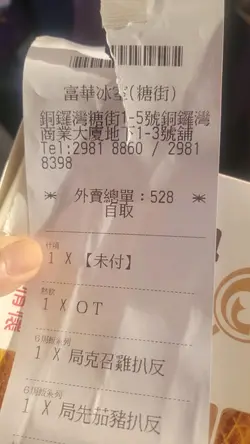 富華冰室(糖街)
銅鑼灣糖街1-5號銅鑼灣
商業大廈地下1-3號舖
Tel:2981 8860 / 2981
8398
外賣總單：528
自取
1 X【未付】
熱飲
1 X OT
1 X 局克召雞扒反
1 X 局先茄豬扒反